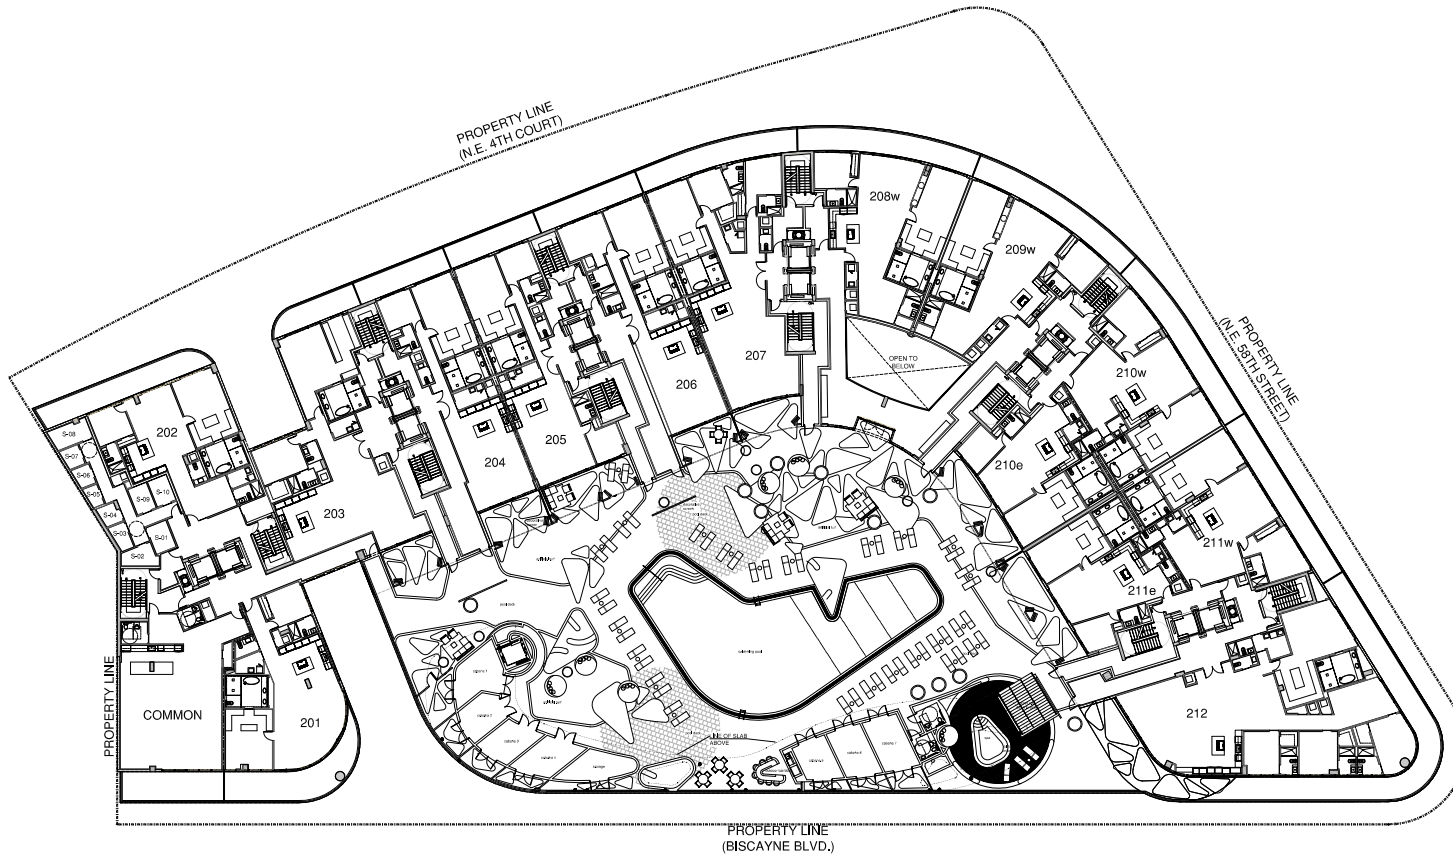 PROPERTY LINE
(N.E. 4TH COURT)
208w
209w
PROPERTY LINE
(N.E. 58TH STREET)
OPEN TO
BELOW
207
206
210w
202
S-08
S-07
S-06
S-05
S-04
S-03
S-09
S-10
S-01
S-02
205
204
210e
203
211w
211e
swimming pool
COMMON
201
212
LINE OF SLAB
ABOVE
PROPERTY LINE
PROPERTY LINE
(BISCAYNE BLVD.)